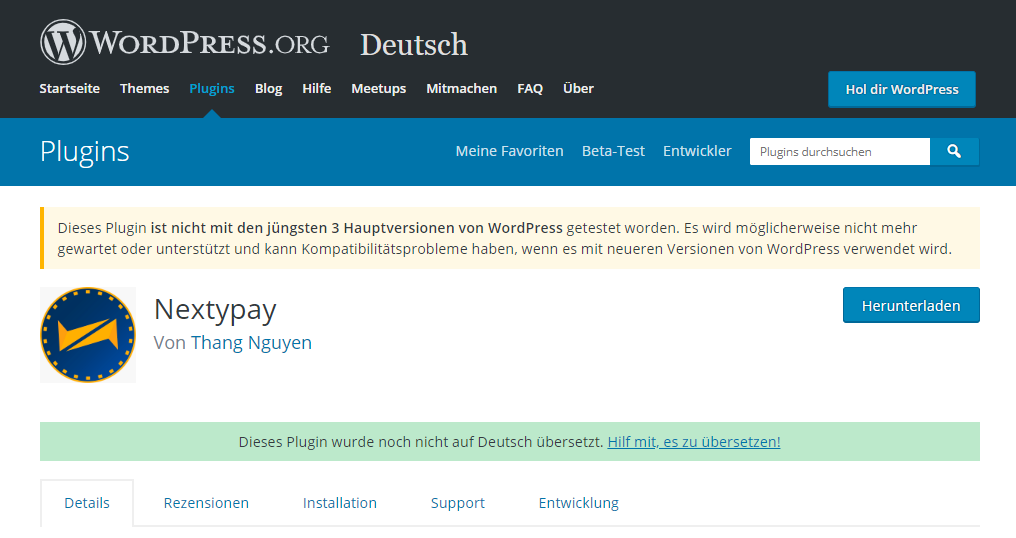 WORDPRESS.ORG Deutsch
Startseite Themes Plugins Blog Hilfe Meetups Mitmachen FAQ Über Hol dir WordPress
Plugins Meine Favoriten Beta-Test Entwickler Plugins durchsuchen
Dieses Plugin ist nicht mit den jüngsten 3 Hauptversionen von WordPress getestet worden. Es wird möglicherweise nicht mehr
gewartet oder unterstützt und kann Kompatibilitätsprobleme haben, wenn es mit neueren Versionen von WordPress verwendet wird.
Nextypay Herunterladen
Von Thang Nguyen
Dieses Plugin wurde noch nicht auf Deutsch übersetzt. Hilf mit, es zu übersetzen!
Details Rezensionen Installation Support Entwicklung